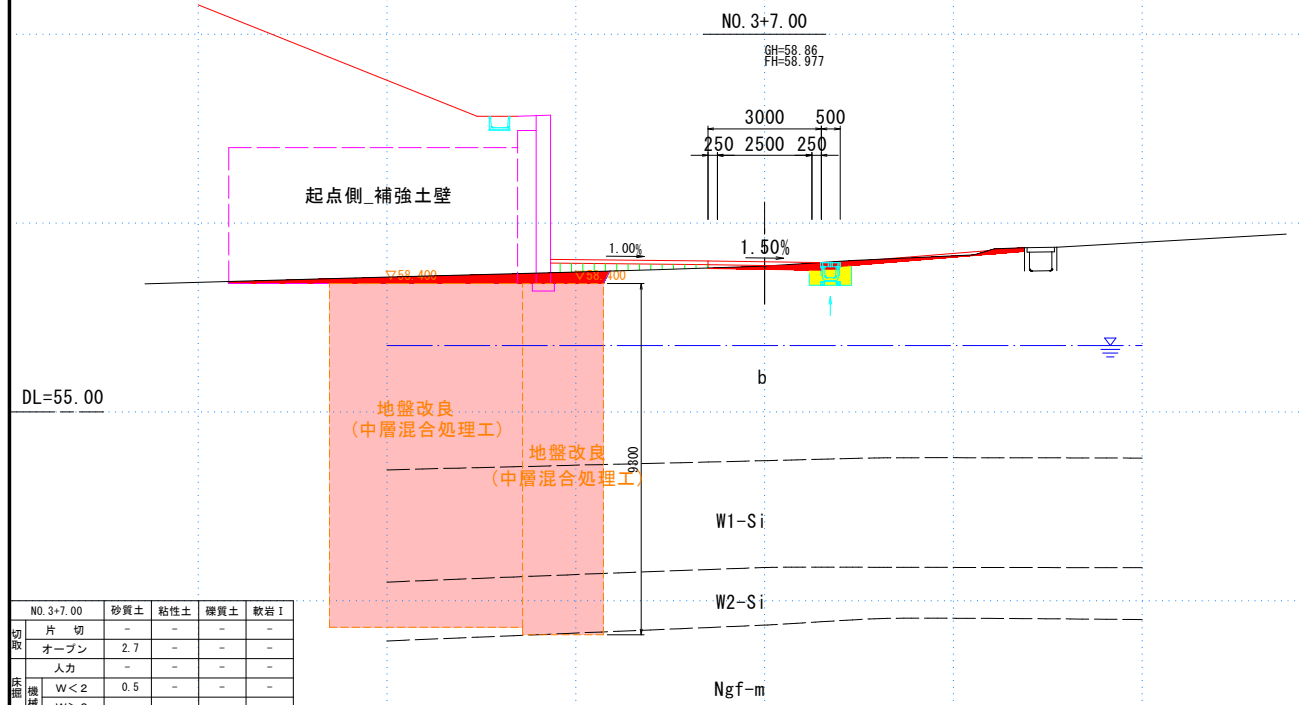 NO.3+7.00
GH=58.86
FH=58.977
3000 500
250 2500 250
起点側_補強土壁
1.00%
1.50%
▽58.400
▽58.400
b
DL=55.00
地盤改良
(中層混合処理工)
地盤改良
(中層混合処理工)
W1-Si
W2-Si
Ngf-m
NO.3+7.00 砂質土 粘性土 礫質土 軟岩Ⅰ
切取 片 切 - - - -
オープン 2.7 - - -
床掘 人力 - - - -
機械 W<2 0.5 - - -